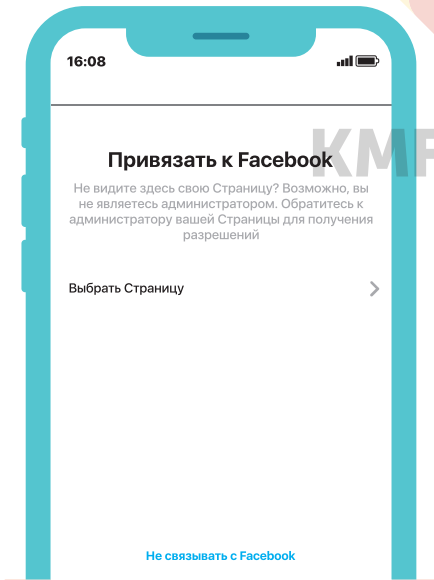 16:08
KMF
Привязать к Facebook
Не видите здесь свою Страницу? Возможно, вы
не являетесь администратором. Обратитесь к
администратору вашей Страницы для получения
разрешений
Выбрать Страницу
Не связывать с Facebook